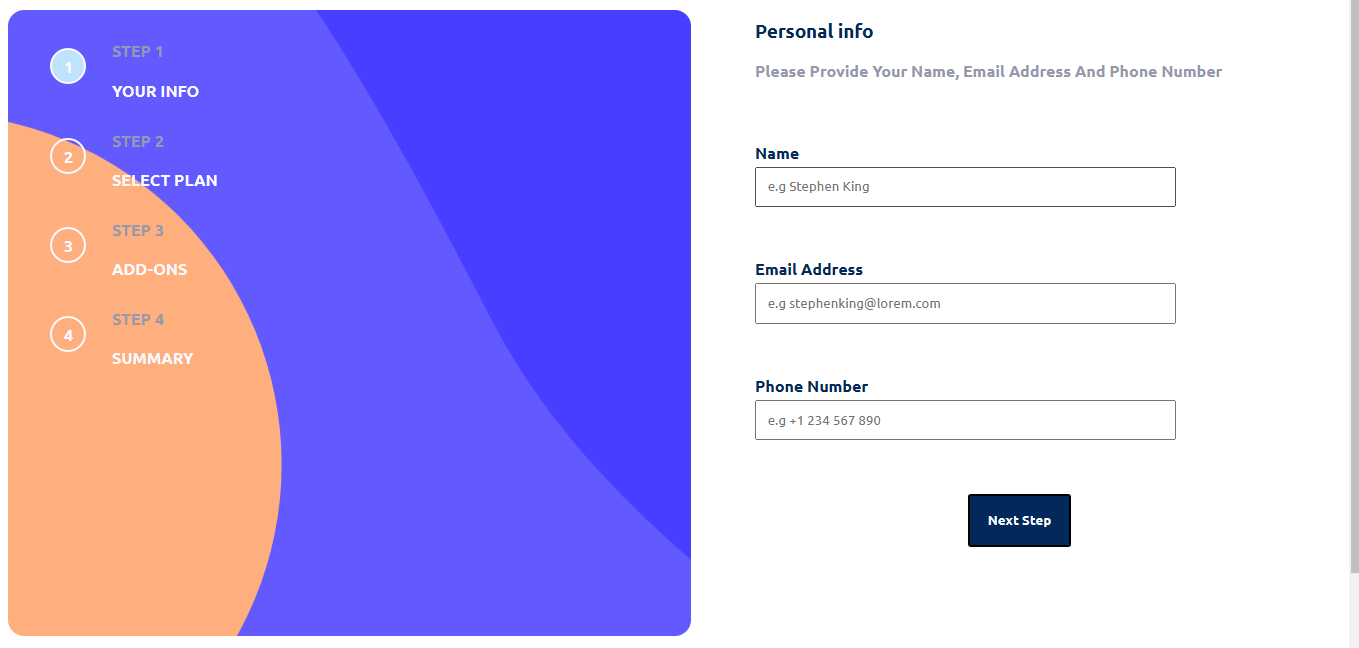 1
STEP 1
YOUR INFO
2
STEP 2
SELECT PLAN
3
STEP 3
ADD-ONS
4
STEP 4
SUMMARY
Personal info
Please Provide Your Name, Email Address And Phone Number
Name
e.g Stephen King
Email Address
e.g stephenking@lorem.com
Phone Number
e.g +1 234 567 890
Next Step